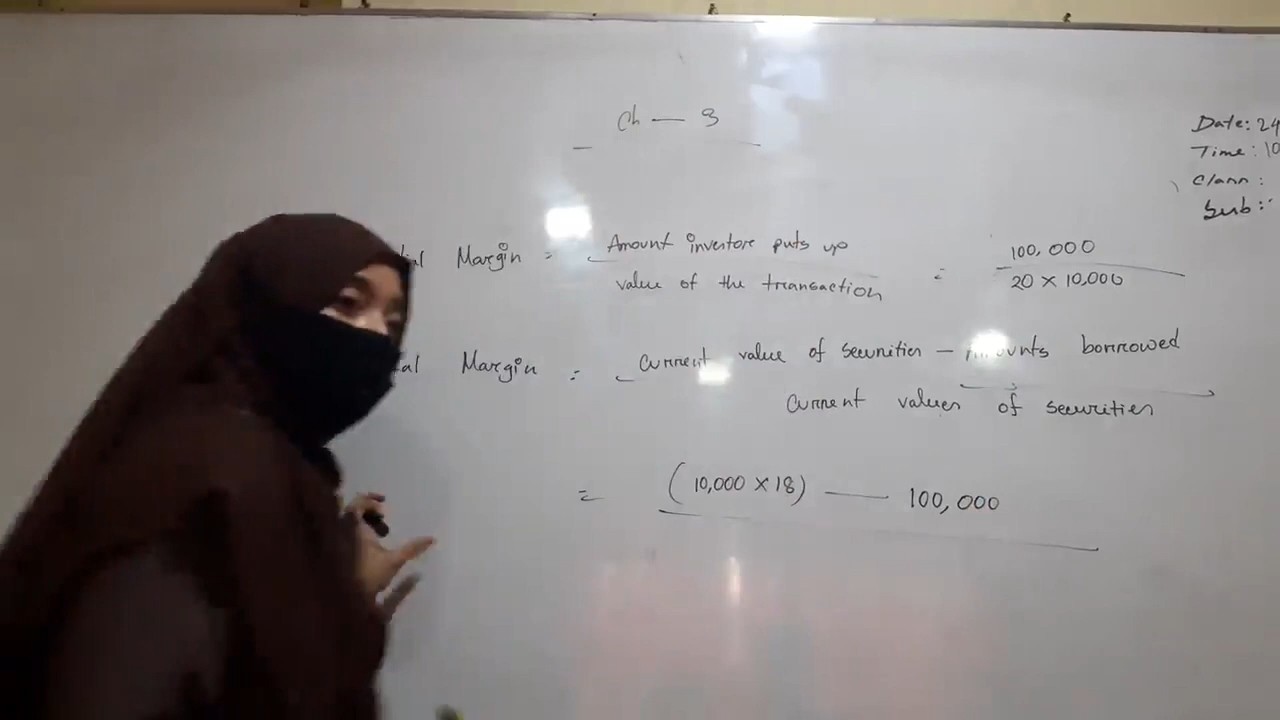 Ch — 3
Date: 24
Time: 10
Class:
Sub:
ial Margin = Amount investors puts up
value of the transaction
= 100,000
20 × 10,000
al Margin = Current value of securities — amounts borrowed
Current values of securities
= (10,000 × 18) — 100,000